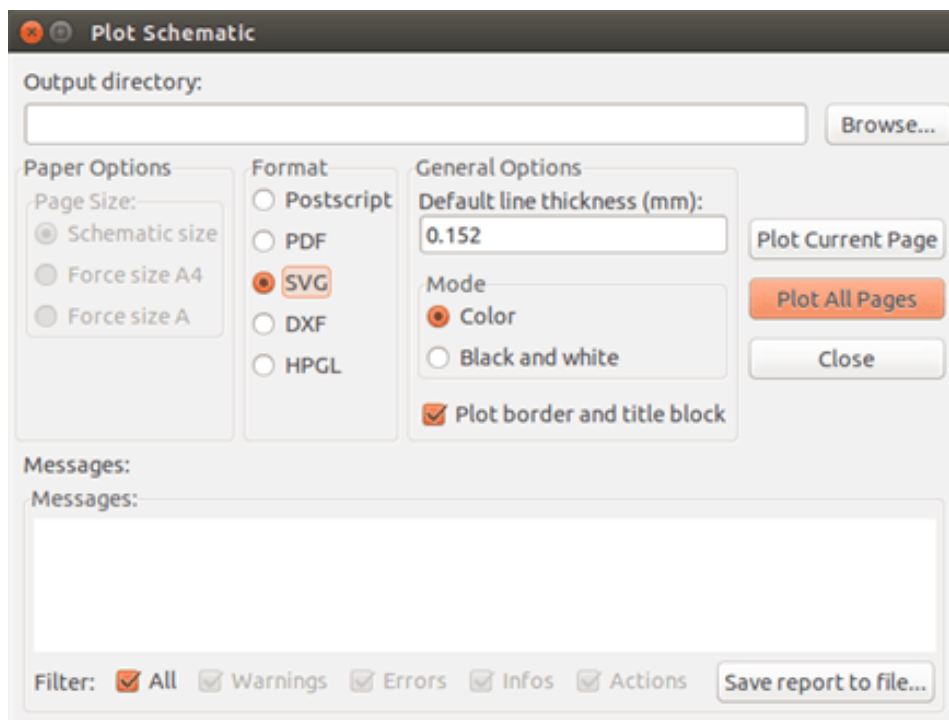 Plot Schematic
Output directory:
Browse...
Paper Options
Page Size:
Schematic size
Force size A4
Force size A
Format
Postscript
PDF
SVG
DXF
HPGL
General Options
Default line thickness (mm):
0.152
Mode
Color
Black and white
Plot border and title block
Plot Current Page
Plot All Pages
Close
Messages:
Messages:
Filter: All Warnings Errors Infos Actions Save report to file...